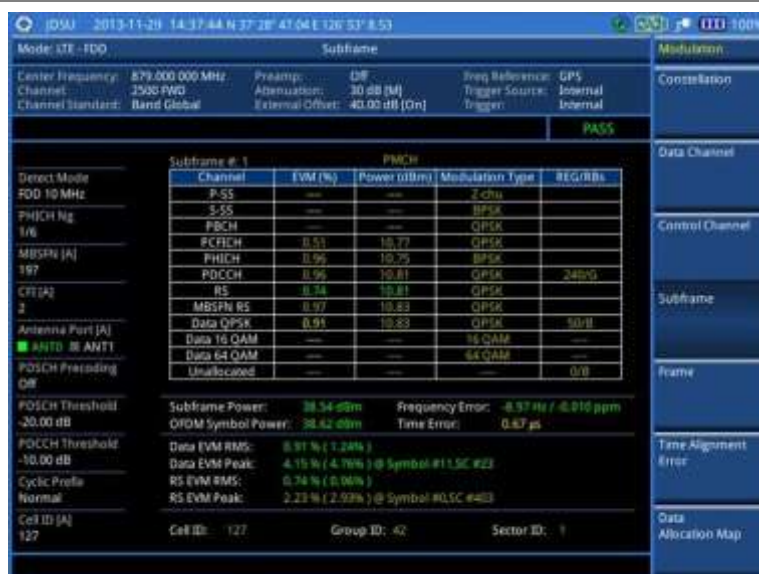 JDSU 2013-11-29 14:37:44 N 37° 28' 47.04 E 126° 53' 8.53 100%
Mode: LTE - FDD Subframe Modulation
Center Frequency: 879.000 000 MHz Preamp: Off Freq Reference: GPS
Channel: 2500 FWD Attenuation: 30 dB [M] Trigger Source: Internal
Channel Standard: Band Global External Offset: 40.00 dB [On] Trigger: Internal
PASS
Constellation
Data Channel
Control Channel
Subframe
Frame
Time Alignment Error
Data Allocation Map
Detect Mode
FDD 10 MHz
PHICH Ng
1/6
MBSFN [A]
197
CFI [A]
2
Antenna Port [A]
ANT0 ANT1
PDSCH Precoding
Off
PDSCH Threshold
-20.00 dB
PDCCH Threshold
-10.00 dB
Cyclic Prefix
Normal
Cell ID [A]
127
Subframe #: 1 PMCH
Channel EVM (%) Power (dBm) Modulation Type REG/RBs
P-SS --- --- Z-chu
S-SS --- --- BPSK
PBCH --- --- QPSK
PCFICH 0.51 10.77 QPSK
PHICH 0.96 10.75 BPSK
PDCCH 0.96 10.81 QPSK 240/G
RS 0.74 10.81 QPSK
MBSFN RS 0.97 10.83 QPSK
Data QPSK 0.91 10.83 QPSK 50/B
Data 16 QAM --- --- 16 QAM ---
Data 64 QAM --- --- 64 QAM ---
Unallocated --- --- --- 0/B
Subframe Power: 38.54 dBm Frequency Error: -8.97 Hz / -0.010 ppm
OFDM Symbol Power: 38.62 dBm Time Error: 0.67 µs
Data EVM RMS: 0.91 % ( 1.24% )
Data EVM Peak: 4.15 % ( 4.76% ) @ Symbol #11,SC #23
RS EVM RMS: 0.74 % ( 0.96% )
RS EVM Peak: 2.23 % ( 2.93% ) @ Symbol #0,SC #403
Cell ID: 127 Group ID: 42 Sector ID: 1